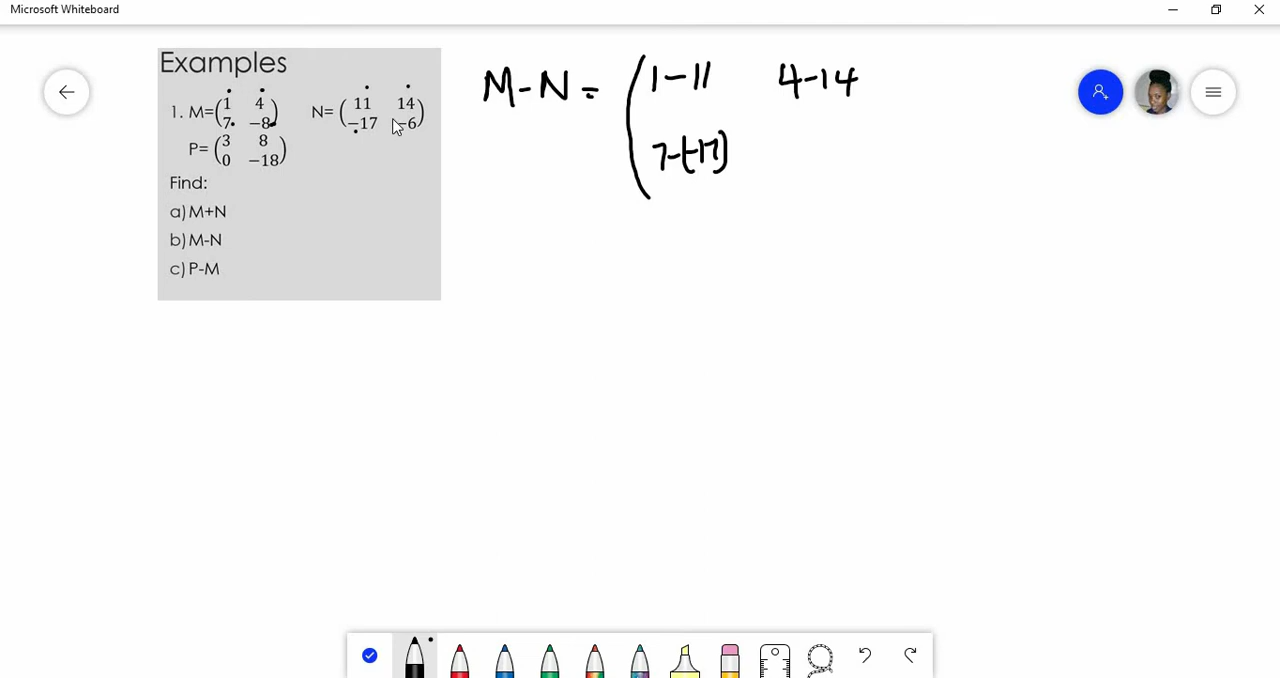 Microsoft Whiteboard
Examples
1. M=(1 4
7 -8) N= (11 14
-17 -6)
P= (3 8
0 -18)
Find:
a) M+N
b) M-N
c) P-M
M-N = (1-11 4-14
7-(-17)